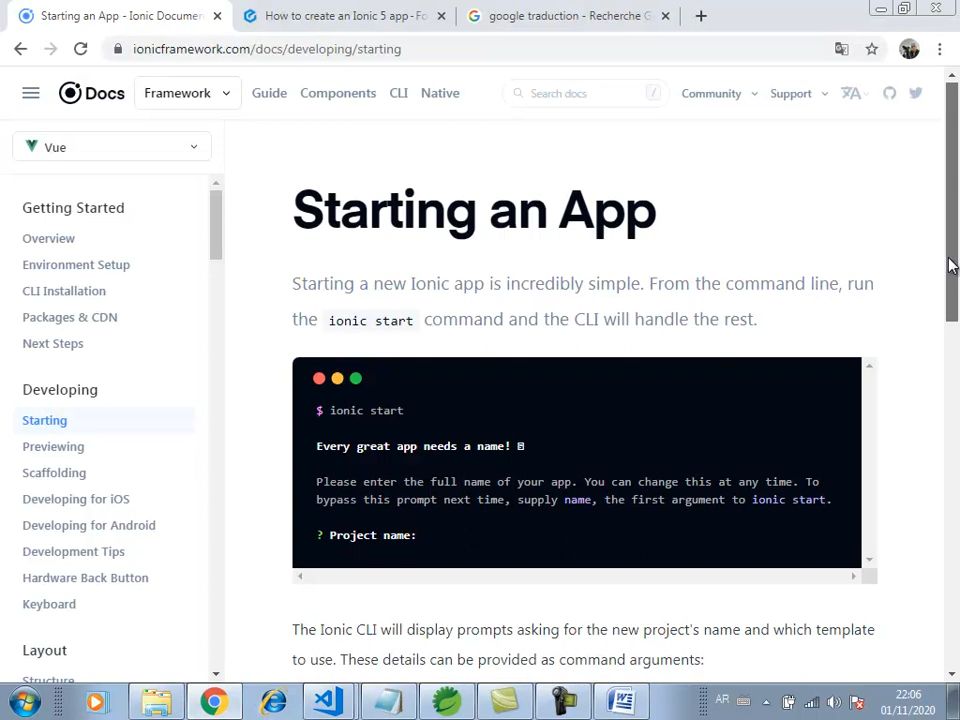 Starting an App - Ionic Documen
How to create an Ionic 5 app - Fo
google traduction - Recherche G
ionicframework.com/docs/developing/starting
Docs
Framework
Guide
Components
CLI
Native
Search docs
/
Community
Support
Vue
Getting Started
Overview
Environment Setup
CLI Installation
Packages & CDN
Next Steps
Developing
Starting
Previewing
Scaffolding
Developing for iOS
Developing for Android
Development Tips
Hardware Back Button
Keyboard
Layout
Structure
Starting an App
Starting a new Ionic app is incredibly simple. From the command line, run
the ionic start command and the CLI will handle the rest.
$ ionic start
Every great app needs a name!
Please enter the full name of your app. You can change this at any time. To
bypass this prompt next time, supply name, the first argument to ionic start.
? Project name:
The Ionic CLI will display prompts asking for the new project's name and which template
to use. These details can be provided as command arguments:
AR
22:06
01/11/2020